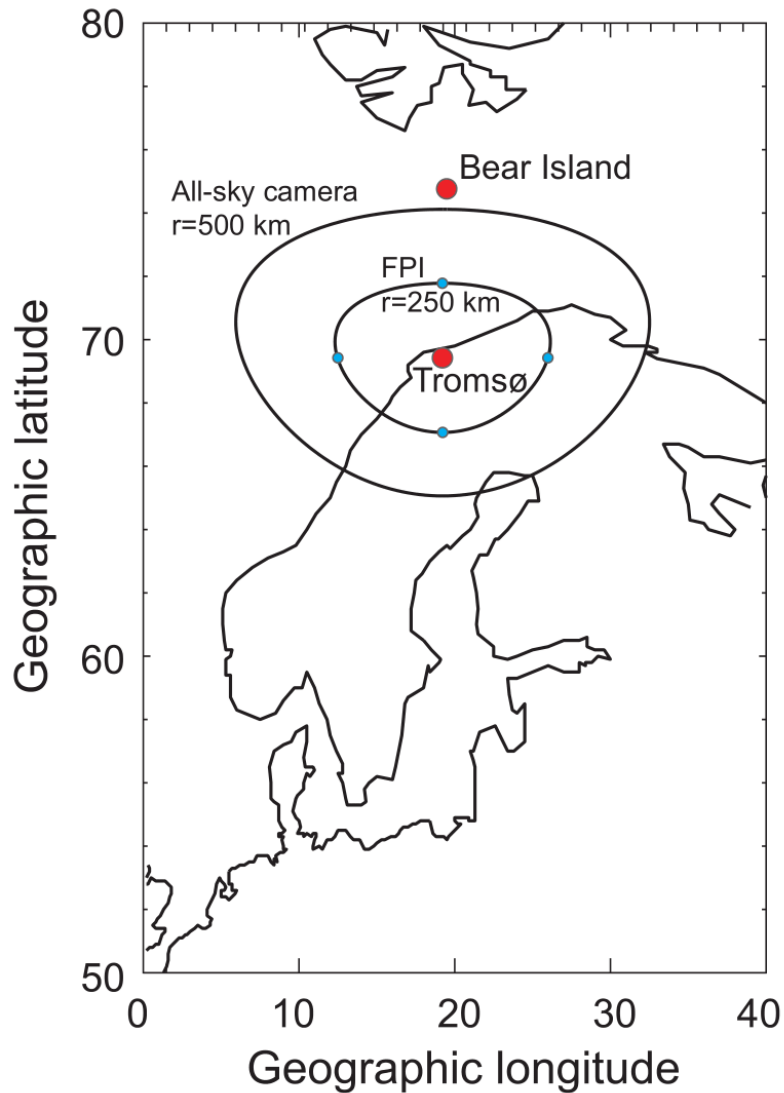 80
Bear Island
All-sky camera
r=500 km
FPI
r=250 km
70
Tromsø
Geographic latitude
60
50
0 10 20 30 40
Geographic longitude